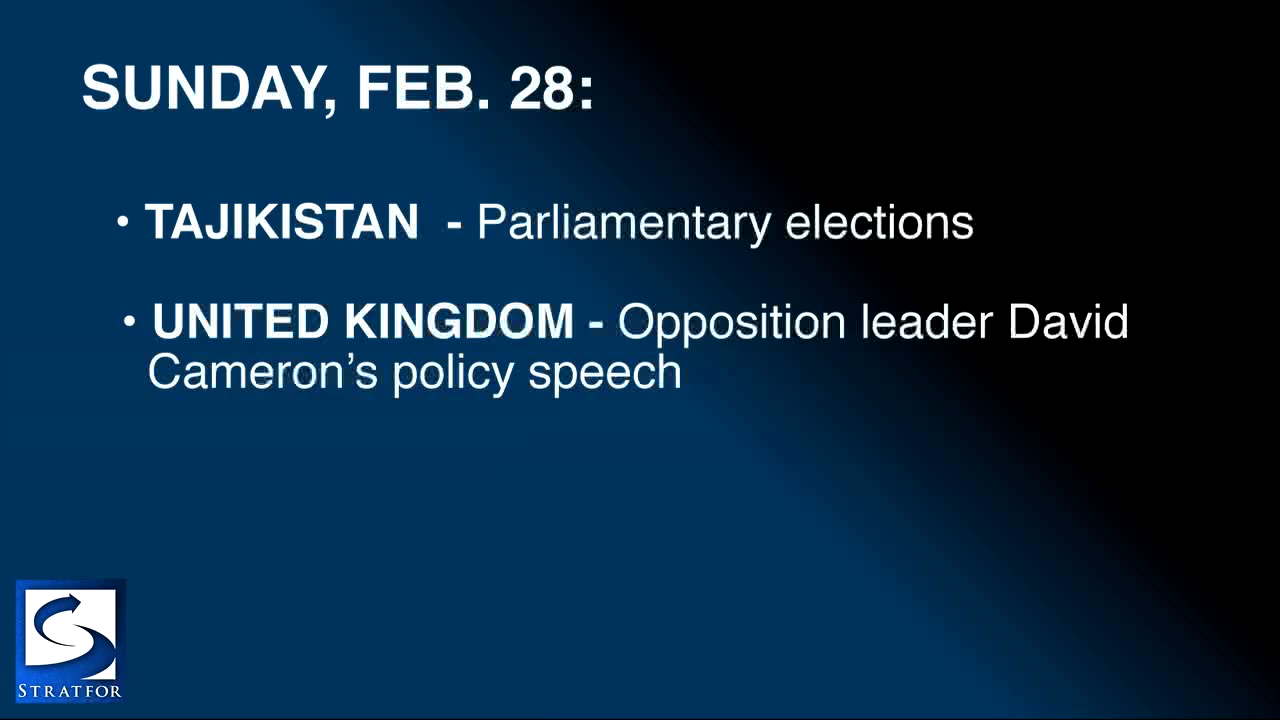 SUNDAY, FEB. 28:
• TAJIKISTAN - Parliamentary elections
• UNITED KINGDOM - Opposition leader David
Cameron’s policy speech
STRATFOR